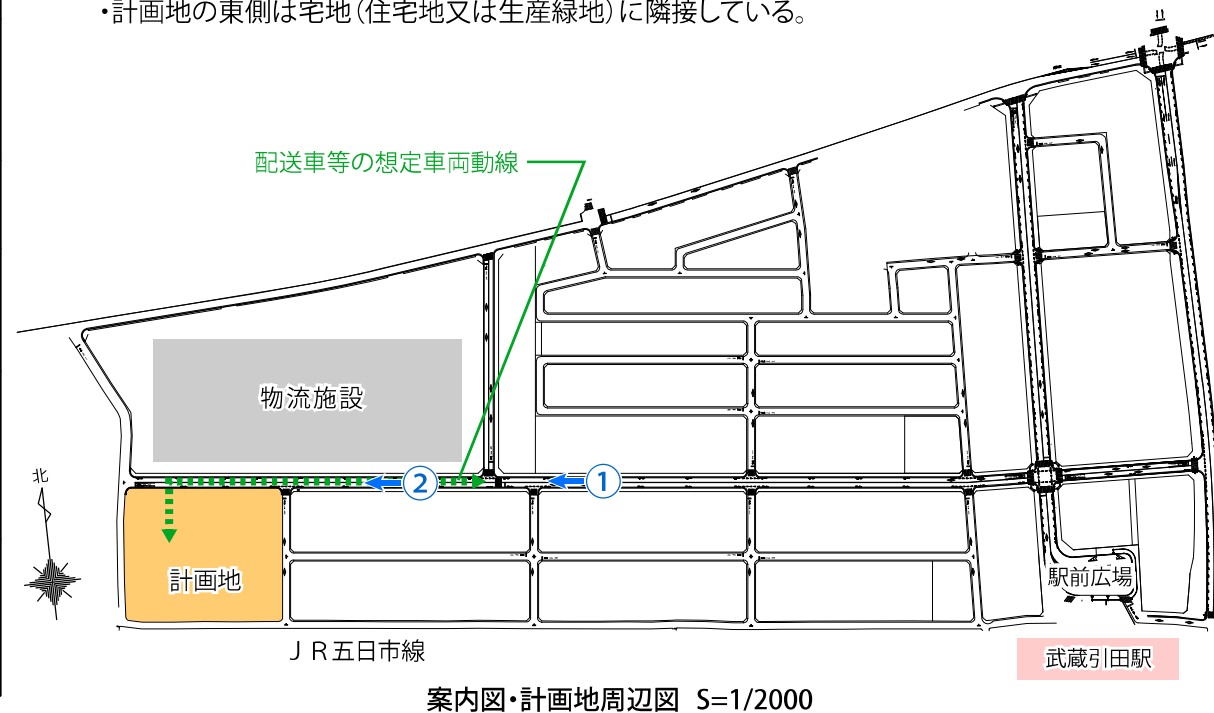 ・計画地の東側は宅地（住宅地又は生産緑地）に隣接している。
配送車等の想定車両動線
物流施設
北
②
①
計画地
駅前広場
ＪＲ五日市線
武蔵引田駅
案内図・計画地周辺図 S=1/2000